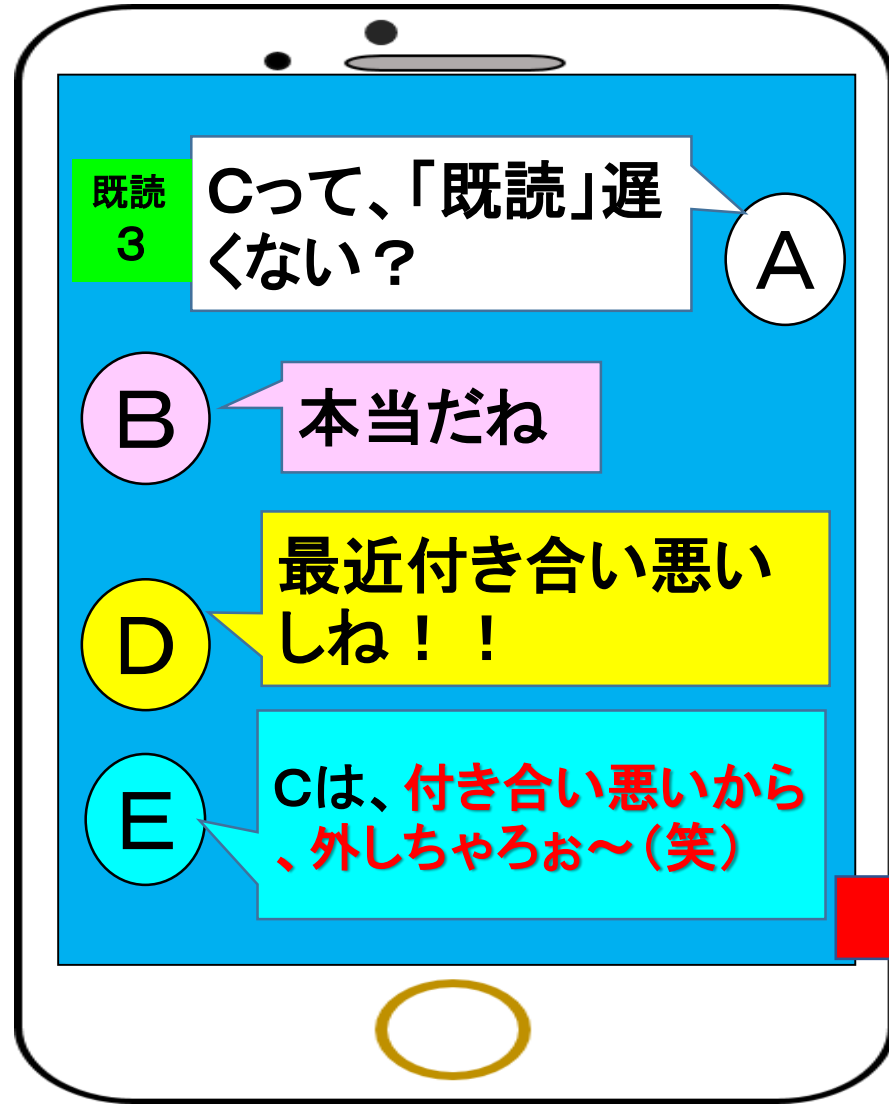 既読
３
Ｃって、「既読」遅
くない？
Ａ
Ｂ
本当だね
最近付き合い悪い
しね！！
Ｄ
Ｃは、付き合い悪いから
、外しちゃろぉ～（笑）
Ｅ